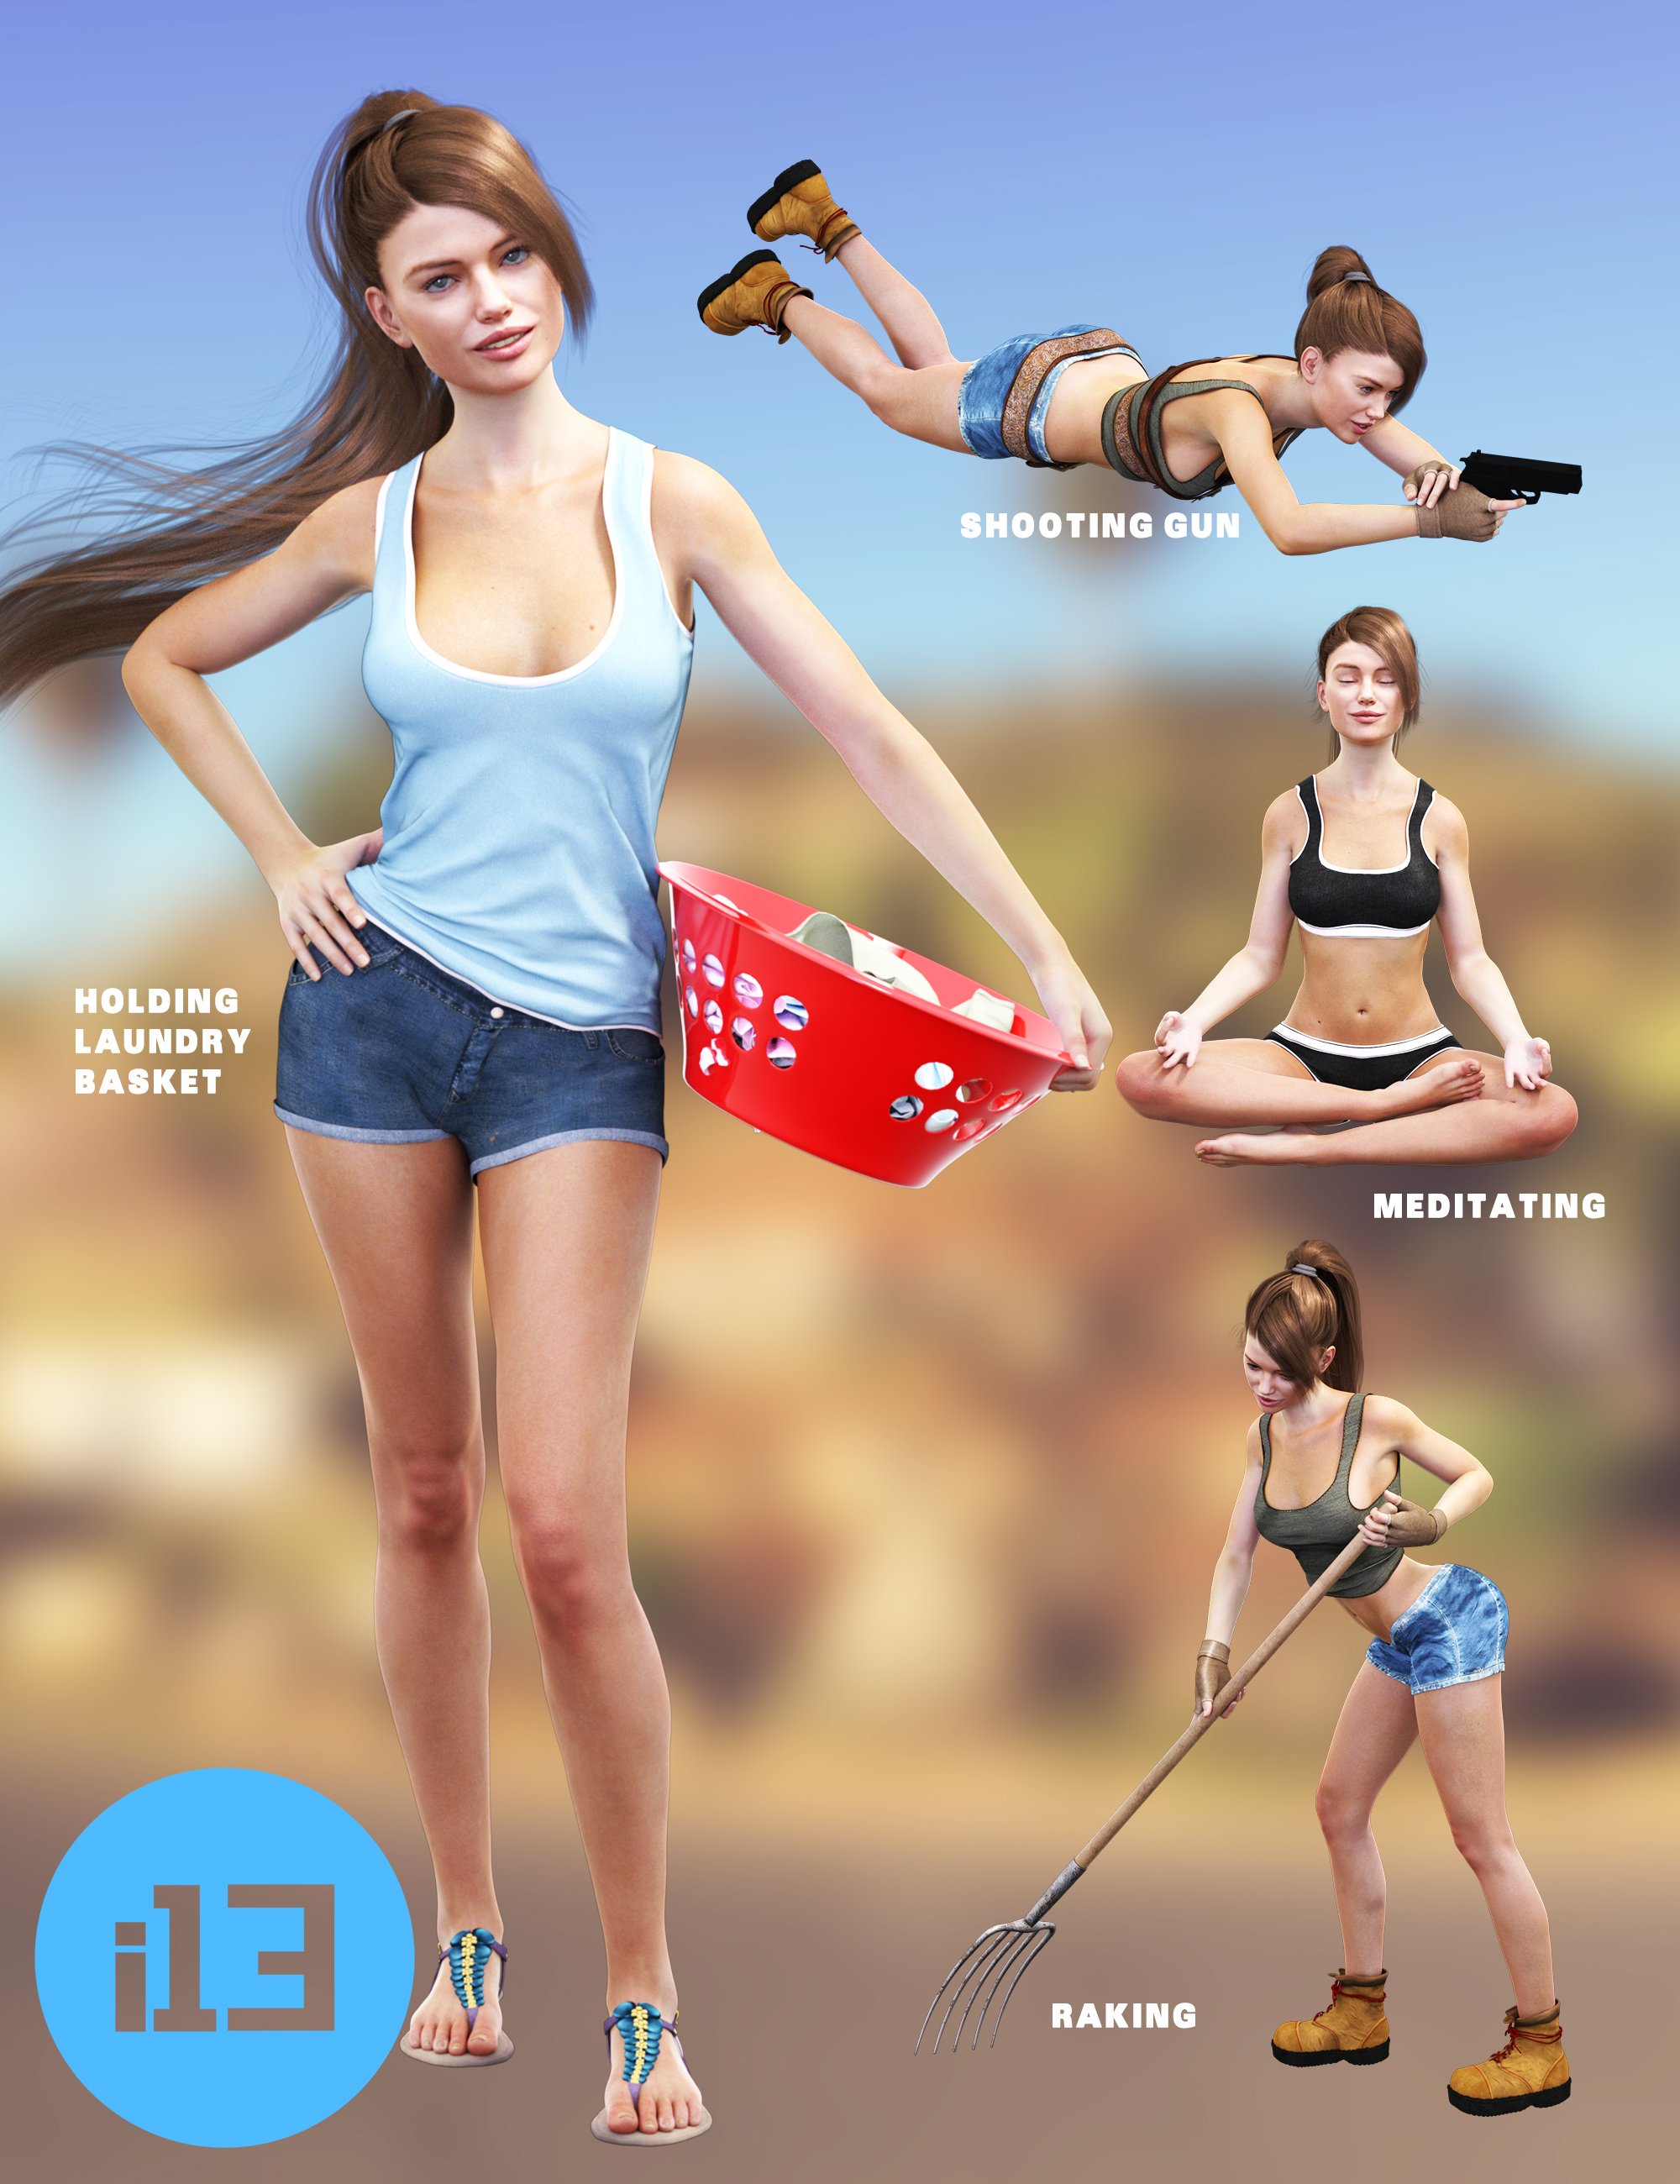 SHOOTING GUN
HOLDING
LAUNDRY
BASKET
MEDITATING
RAKING
i13